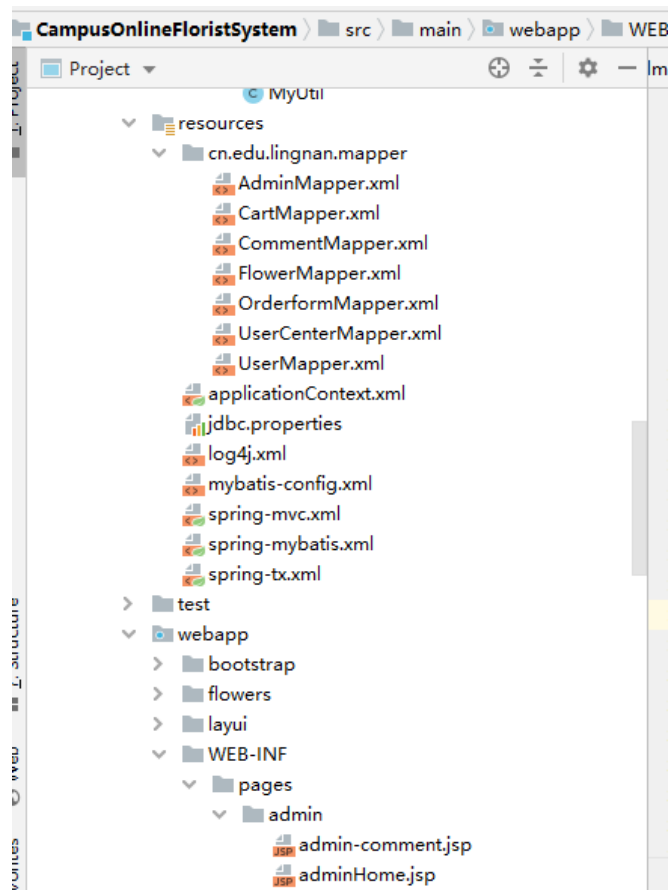 CampusOnlineFloristSystem src main webapp WEB
Project
MyUtil
resources
cn.edu.lingnan.mapper
AdminMapper.xml
CartMapper.xml
CommentMapper.xml
FlowerMapper.xml
OrderformMapper.xml
UserCenterMapper.xml
UserMapper.xml
applicationContext.xml
jdbc.properties
log4j.xml
mybatis-config.xml
spring-mvc.xml
spring-mybatis.xml
spring-tx.xml
test
webapp
bootstrap
flowers
layui
WEB-INF
pages
admin
admin-comment.jsp
adminHome.jsp
Project
Structure
Web